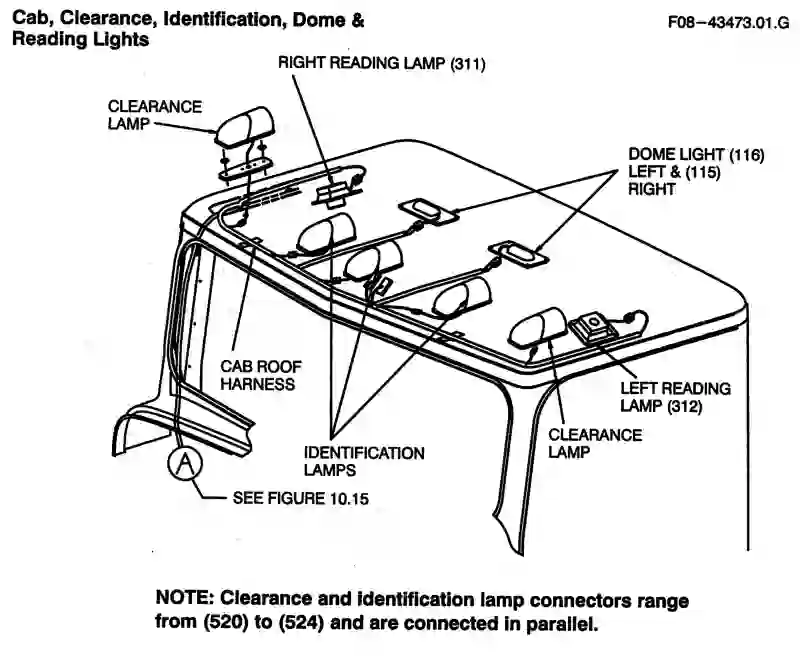 Cab, Clearance, Identification, Dome &
Reading Lights
F08-43473.01.G
RIGHT READING LAMP (311)
CLEARANCE
LAMP
DOME LIGHT (116)
LEFT & (115)
RIGHT
CAB ROOF
HARNESS
LEFT READING
LAMP (312)
CLEARANCE
LAMP
IDENTIFICATION
LAMPS
A
SEE FIGURE 10.15
NOTE: Clearance and identification lamp connectors range
from (520) to (524) and are connected in parallel.